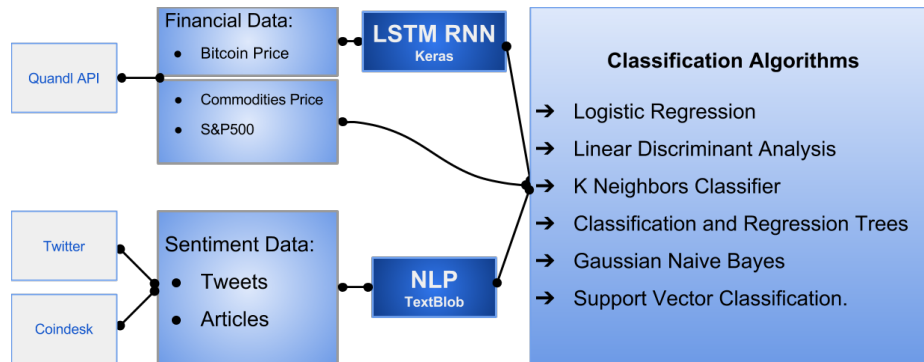 Quandl API
Financial Data:
● Bitcoin Price
● Commodities Price
● S&P500
LSTM RNN
Keras
Twitter
Coindesk
Sentiment Data:
● Tweets
● Articles
NLP
TextBlob
Classification Algorithms
➔ Logistic Regression
➔ Linear Discriminant Analysis
➔ K Neighbors Classifier
➔ Classification and Regression Trees
➔ Gaussian Naive Bayes
➔ Support Vector Classification.